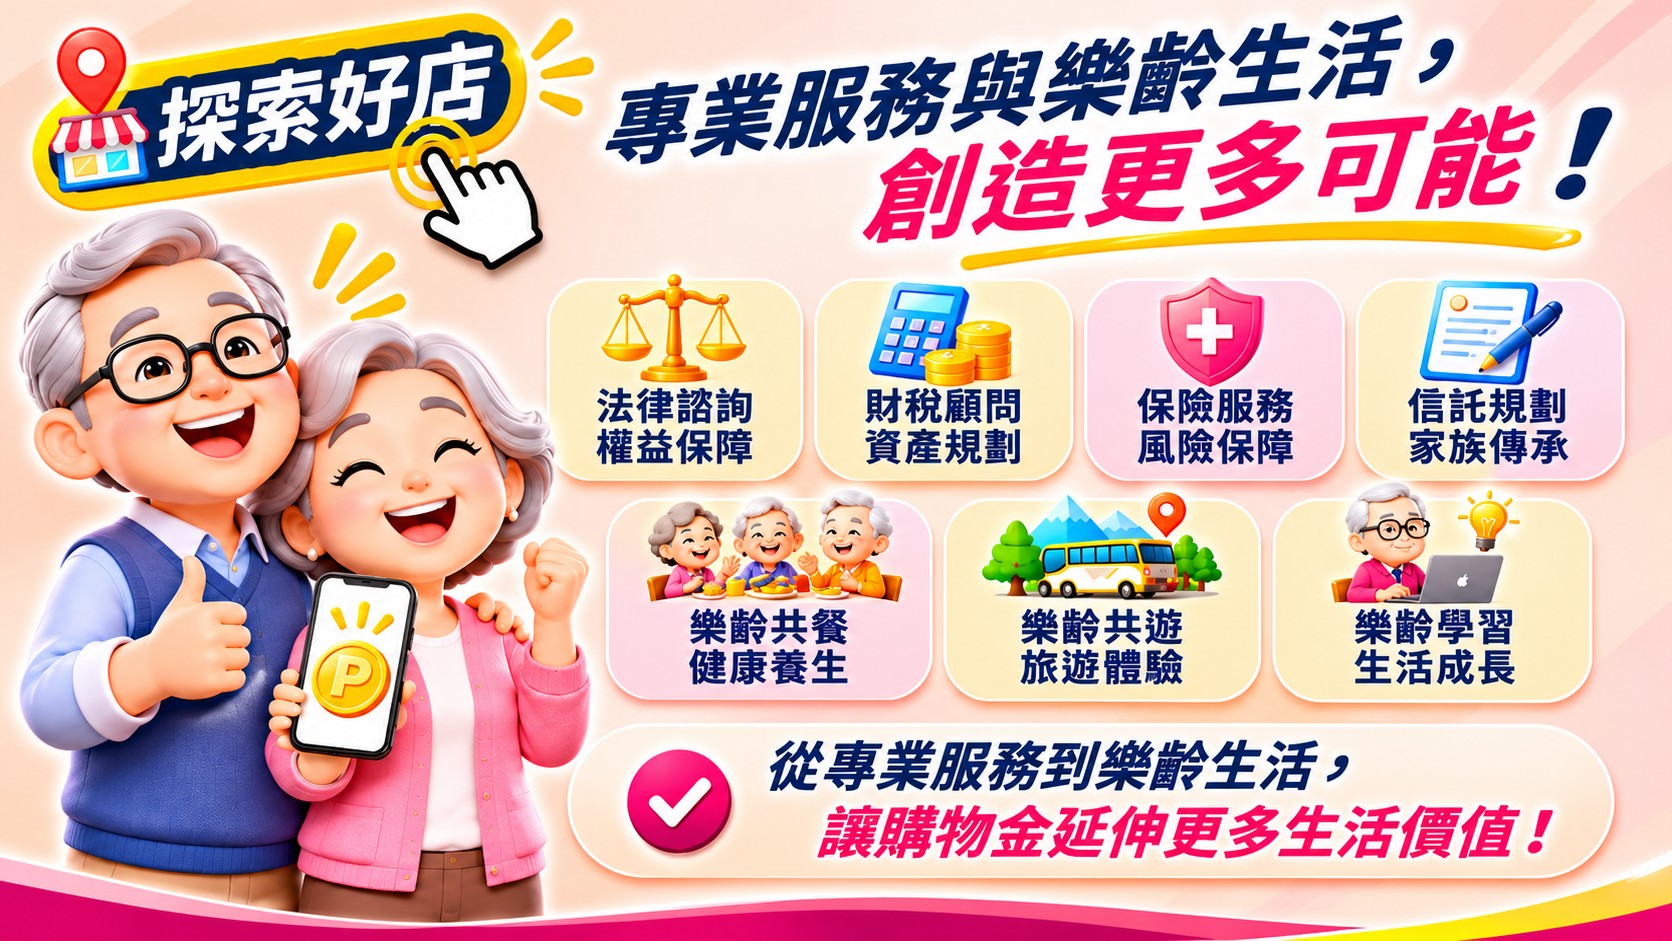 探索好店
專業服務與樂齡生活，
創造更多可能！
法律諮詢
權益保障
財稅顧問
資產規劃
保險服務
風險保障
信託規劃
家族傳承
樂齡共餐
健康養生
樂齡共遊
旅遊體驗
樂齡學習
生活成長
P
從專業服務到樂齡生活，
讓購物金延伸更多生活價值！